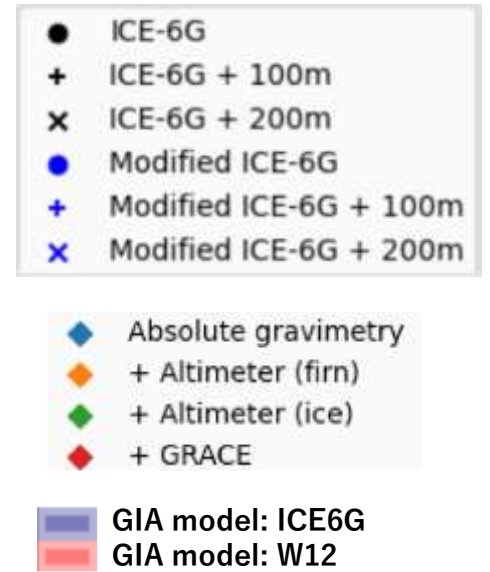 ICE-6G
ICE-6G + 100m
ICE-6G + 200m
Modified ICE-6G
Modified ICE-6G + 100m
Modified ICE-6G + 200m
Absolute gravimetry
+ Altimeter (firn)
+ Altimeter (ice)
+ GRACE
GIA model: ICE6G
GIA model: W12